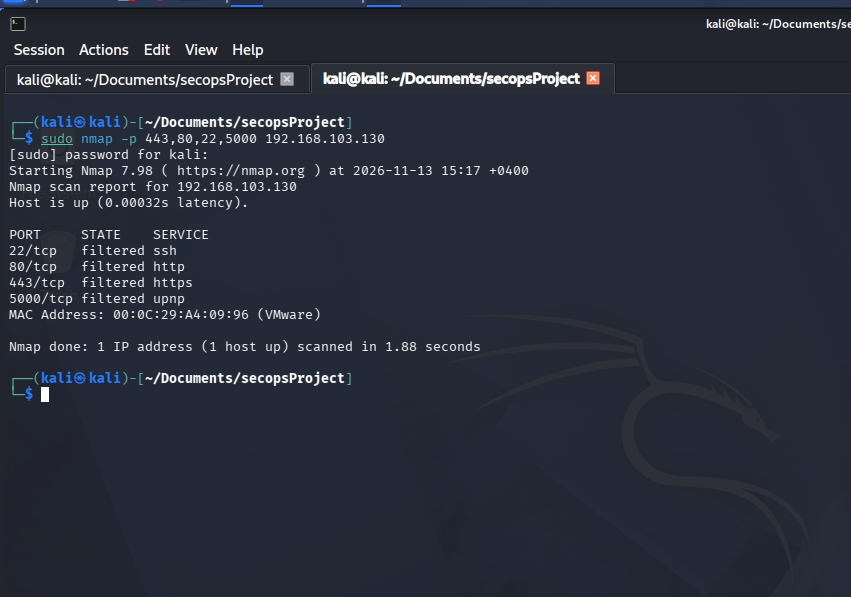 kali@kali: ~/Documents/se
Session Actions Edit View Help
kali@kali: ~/Documents/secopsProject
kali@kali: ~/Documents/secopsProject
┌──(kali㉿kali)-[~/Documents/secopsProject]
└─$ sudo nmap -p 443,80,22,5000 192.168.103.130
[sudo] password for kali:
Starting Nmap 7.98 ( https://nmap.org ) at 2026-11-13 15:17 +0400
Nmap scan report for 192.168.103.130
Host is up (0.00032s latency).
PORT     STATE    SERVICE
22/tcp   filtered ssh
80/tcp   filtered http
443/tcp  filtered https
5000/tcp filtered upnp
MAC Address: 00:0C:29:A4:09:96 (VMware)
Nmap done: 1 IP address (1 host up) scanned in 1.88 seconds
┌──(kali㉿kali)-[~/Documents/secopsProject]
└─$